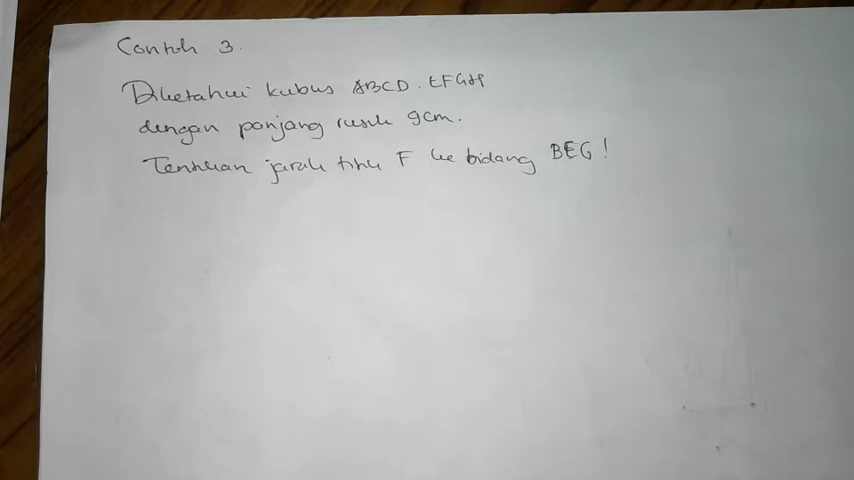 Contoh 3.
Diketahui kubus ABCD.EFGH
dengan panjang rusuk 9cm.
Tentukan jarak titik F ke bidang BEG!